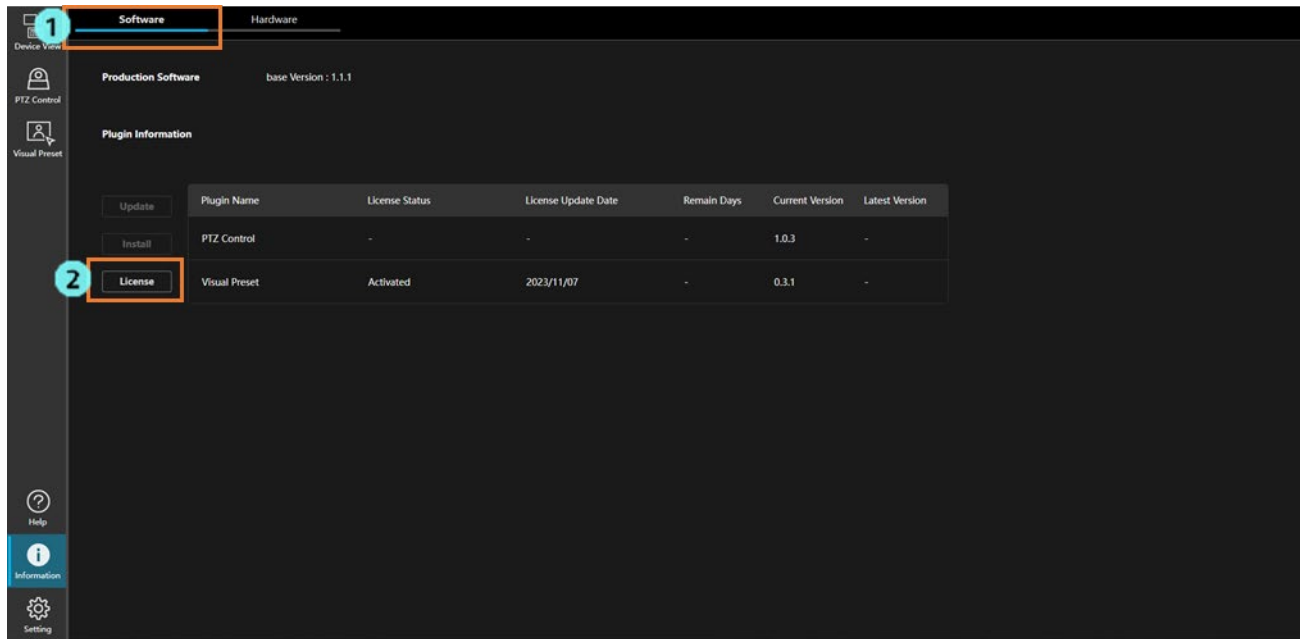 1
Software Hardware
Device View
Production Software base Version : 1.1.1
PTZ Control
Plugin Information
Visual Preset
Update
Plugin Name License Status License Update Date Remain Days Current Version Latest Version
Install
PTZ Control - - - 1.0.3 -
2
License
Visual Preset Activated 2023/11/07 - 0.3.1 -
Help
Information
Setting